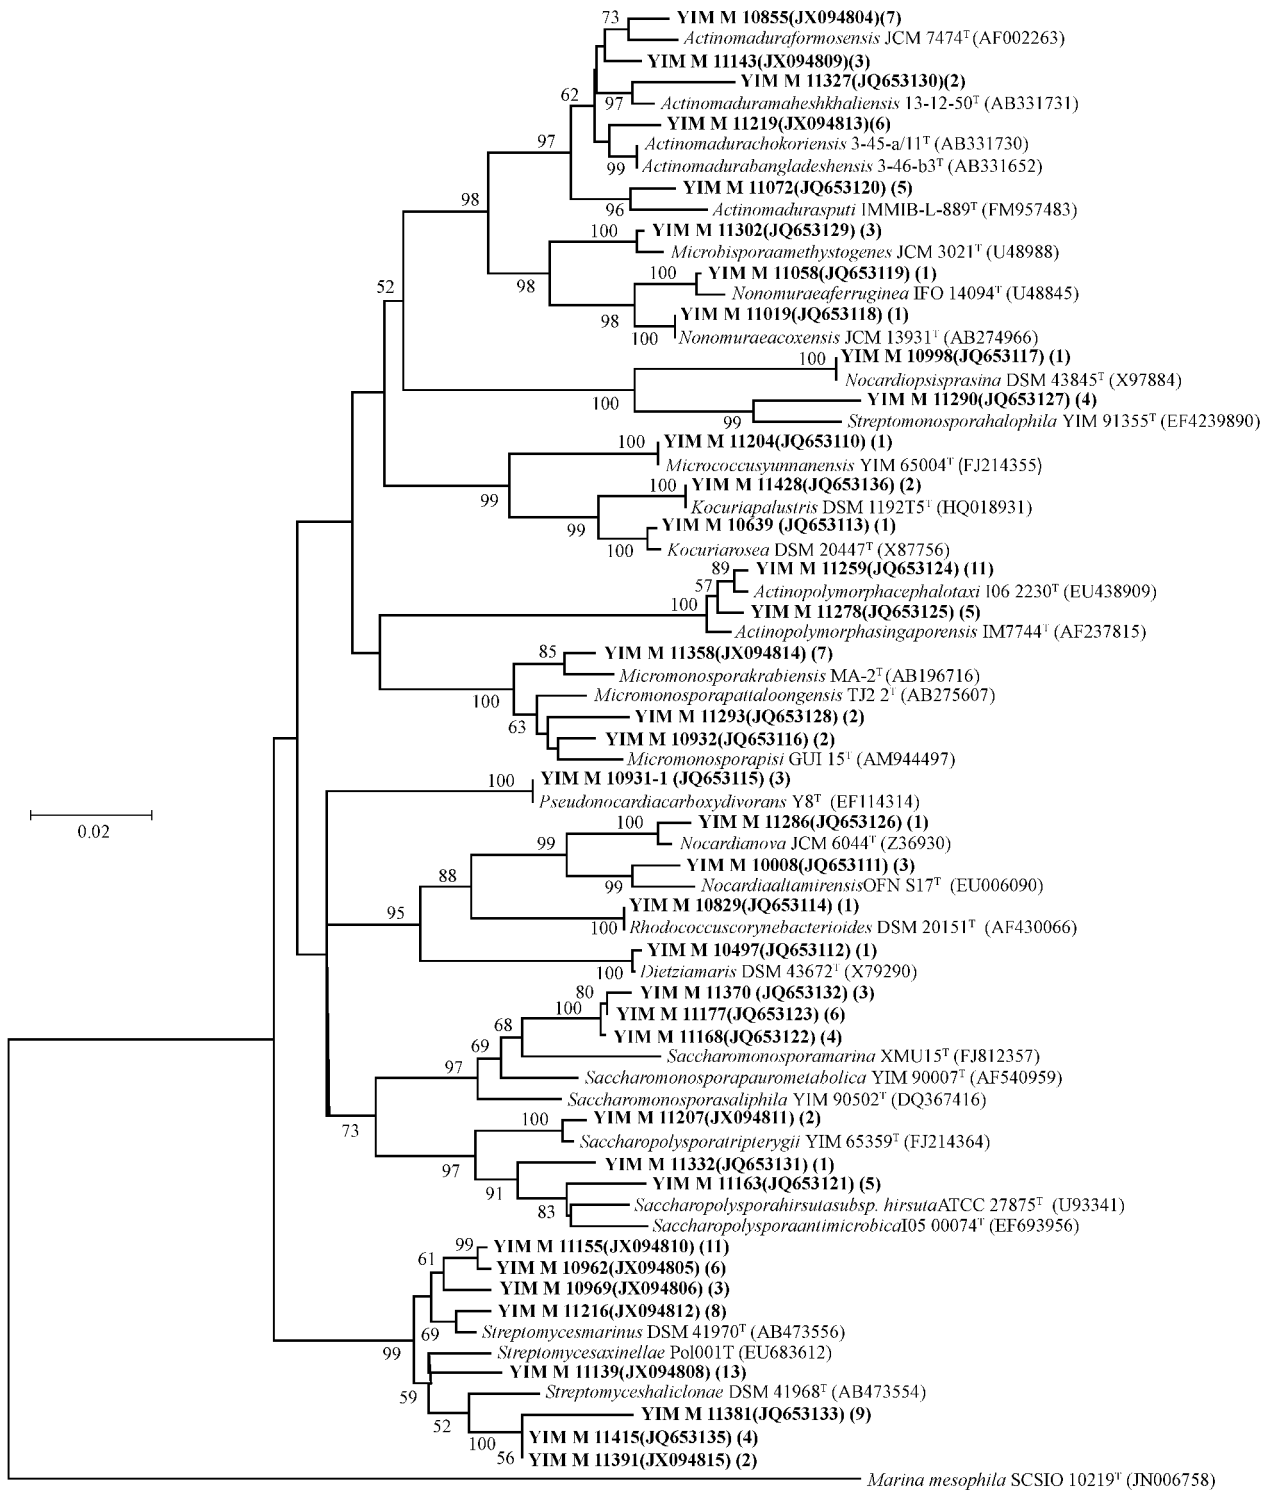 73
YIM M 10855(JX094804)(7)
Actinomaduraformosensis JCM 7474ᵀ (AF002263)
YIM M 11143(JX094809)(3)
YIM M 11327(JQ653130)(2)
62
97
Actinomaduramaheshkhaliensis 13-12-50ᵀ (AB331731)
YIM M 11219(JX094813)(6)
97
Actinomadurachokoriensis 3-45-a/11ᵀ (AB331730)
99
Actinomadurabangladeshensis 3-46-b3ᵀ (AB331652)
YIM M 11072(JQ653120) (5)
98
96
Actinomadurasputi IMMIB-L-889ᵀ (FM957483)
100
YIM M 11302(JQ653129) (3)
Microbisporaamethystogenes JCM 3021ᵀ (U48988)
100
YIM M 11058(JQ653119) (1)
98
52
Nonomuraeaferruginea IFO 14094ᵀ (U48845)
98
YIM M 11019(JQ653118) (1)
100
Nonomuraeacoxensis JCM 13931ᵀ (AB274966)
100
YIM M 10998(JQ653117) (1)
Nocardiopsisprasina DSM 43845ᵀ (X97884)
100
YIM M 11290(JQ653127) (4)
99
Streptomonosporahalophila YIM 91355ᵀ (EF4239890)
100
YIM M 11204(JQ653110) (1)
Micrococcusyunnanensis YIM 65004ᵀ (FJ214355)
100
YIM M 11428(JQ653136) (2)
99
Kocuriapalustris DSM 1192T5ᵀ (HQ018931)
99
YIM M 10639 (JQ653113) (1)
100
Kocuriarosea DSM 20447ᵀ (X87756)
89
YIM M 11259(JQ653124) (11)
57
Actinopolymorphacephalotaxi I06 2230ᵀ (EU438909)
100
YIM M 11278(JQ653125) (5)
Actinopolymorphasingaporensis IM7744ᵀ (AF237815)
85
YIM M 11358(JX094814) (7)
Micromonosporakrabiensis MA-2ᵀ (AB196716)
100
Micromonosporapattaloongensis TJ2 2ᵀ (AB275607)
63
YIM M 11293(JQ653128) (2)
YIM M 10932(JQ653116) (2)
Micromonosporapisi GUI 15ᵀ (AM944497)
100
YIM M 10931-1 (JQ653115) (3)
Pseudonocardiacarboxydivorans Y8ᵀ (EF114314)
0.02
100
YIM M 11286(JQ653126) (1)
99
Nocardianova JCM 6044ᵀ (Z36930)
YIM M 10008(JQ653111) (3)
88
99
NocardiaaltamirensisOFN S17ᵀ (EU006090)
95
YIM M 10829(JQ653114) (1)
100
Rhodococcuscorynebacterioides DSM 20151ᵀ (AF430066)
YIM M 10497(JQ653112) (1)
100
Dietziamaris DSM 43672ᵀ (X79290)
80
YIM M 11370 (JQ653132) (3)
100
YIM M 11177(JQ653123) (6)
68
YIM M 11168(JQ653122) (4)
69
Saccharomonosporamarina XMU15ᵀ (FJ812357)
97
Saccharomonosporapaurometabolica YIM 90007ᵀ (AF540959)
Saccharomonosporasaliphila YIM 90502ᵀ (DQ367416)
100
YIM M 11207(JX094811) (2)
73
Saccharopolysporatripterygii YIM 65359ᵀ (FJ214364)
97
YIM M 11332(JQ653131) (1)
91
YIM M 11163(JQ653121) (5)
83
Saccharopolysporahirsutasubsp. hirsutaATCC 27875ᵀ (U93341)
SaccharopolysporaantimicrobicaI05 00074ᵀ (EF693956)
99
YIM M 11155(JX094810) (11)
61
YIM M 10962(JX094805) (6)
YIM M 10969(JX094806) (3)
YIM M 11216(JX094812) (8)
69
Streptomycesmarinus DSM 41970ᵀ (AB473556)
99
Streptomycesaxinellae Pol001T (EU683612)
YIM M 11139(JX094808) (13)
59
Streptomyceshaliclonae DSM 41968ᵀ (AB473554)
52
YIM M 11381(JQ653133) (9)
100
YIM M 11415(JQ653135) (4)
56
YIM M 11391(JX094815) (2)
Marina mesophila SCSIO 10219ᵀ (JN006758)